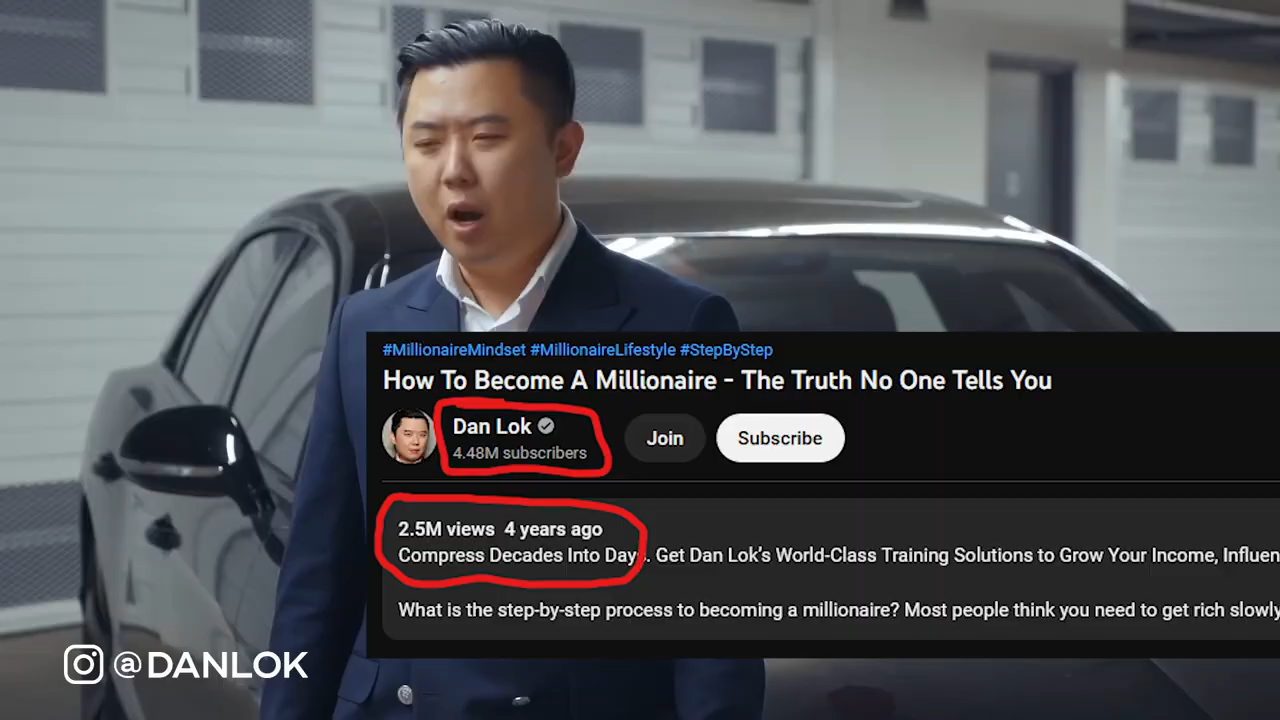 #MillionaireMindset #MillionaireLifestyle #StepByStep
How To Become A Millionaire - The Truth No One Tells You
Dan Lok
4.48M subscribers
Join
Subscribe
2.5M views 4 years ago
Compress Decades Into Days. Get Dan Lok's World-Class Training Solutions to Grow Your Income, Influen
What is the step-by-step process to becoming a millionaire? Most people think you need to get rich slowly
@DANLOK